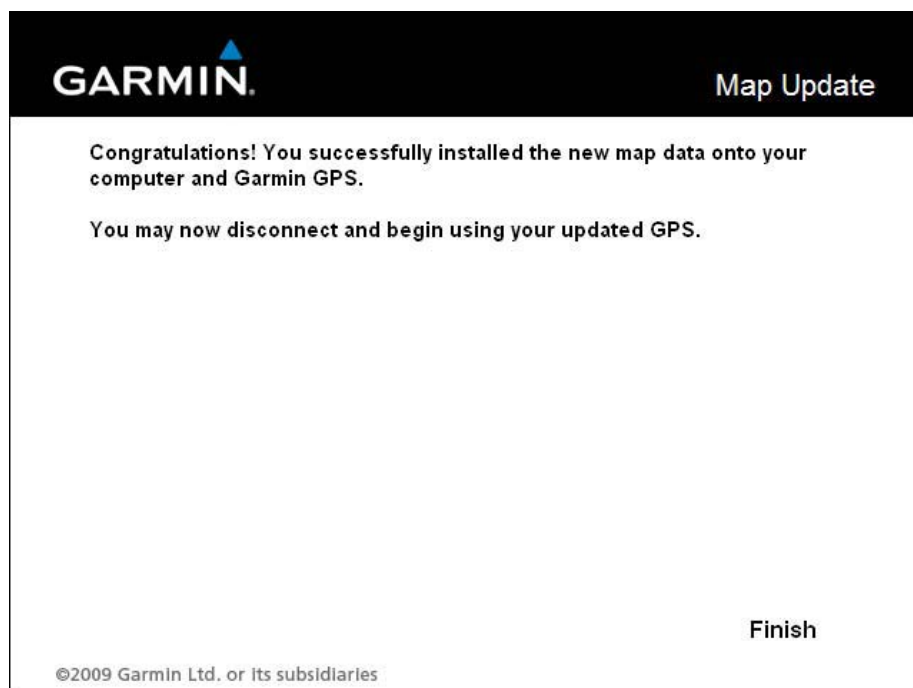 GARMIN.
Map Update
Congratulations! You successfully installed the new map data onto your
computer and Garmin GPS.
You may now disconnect and begin using your updated GPS.
Finish
©2009 Garmin Ltd. or its subsidiaries